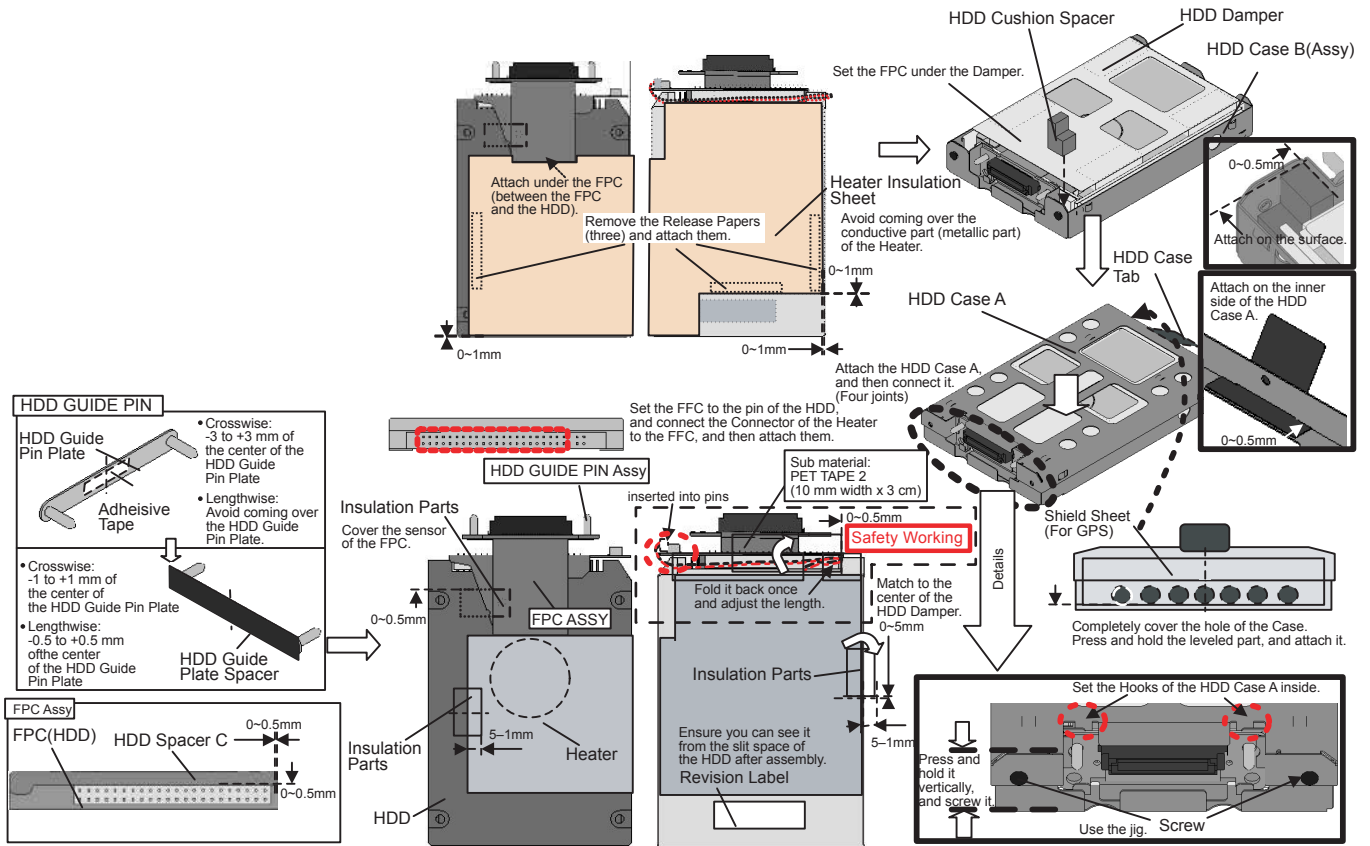 HDD Cushion Spacer
HDD Damper
HDD Case B(Assy)
Set the FPC under the Damper.
0~0.5mm
Attach on the surface.
Attach under the FPC
(between the FPC
and the HDD).
Remove the Release Papers
(three) and attach them.
Heater Insulation
Sheet
Avoid coming over the
conductive part (metallic part)
of the Heater.
0~1mm
0~1mm
0~1mm
HDD Case
Tab
Attach on the inner
side of the HDD
Case A.
0~0.5mm
HDD Case A
Attach the HDD Case A,
and then connect it.
(Four joints)
HDD GUIDE PIN
HDD Guide
Pin Plate
Adheisive
Tape
• Crosswise:
-3 to +3 mm of
the center of the
HDD Guide
Pin Plate
• Lengthwise:
Avoid coming over
the HDD Guide
Pin Plate.
• Crosswise:
-1 to +1 mm of
the center of
the HDD Guide Pin Plate
• Lengthwise:
-0.5 to +0.5 mm
ofthe center
of the HDD Guide
Pin Plate
HDD Guide
Plate Spacer
FPC Assy
FPC(HDD)
HDD Spacer C
0~0.5mm
0~0.5mm
Set the FFC to the pin of the HDD,
and connect the Connector of the Heater
to the FFC, and then attach them.
HDD GUIDE PIN Assy
Insulation Parts
Cover the sensor
of the FPC.
0~0.5mm
FPC ASSY
5–1mm
Insulation
Parts
Heater
HDD
Sub material:
PET TAPE 2
(10 mm width x 3 cm)
inserted into pins
0~0.5mm
Safety Working
Fold it back once
and adjust the length.
Match to the
center of the
HDD Damper.
0~5mm
Insulation Parts
5–1mm
Ensure you can see it
from the slit space of
the HDD after assembly.
Revision Label
Details
Shield Sheet
(For GPS)
Completely cover the hole of the Case.
Press and hold the leveled part, and attach it.
Set the Hooks of the HDD Case A inside.
Press and
hold it
vertically,
and screw it.
Use the jig.
Screw